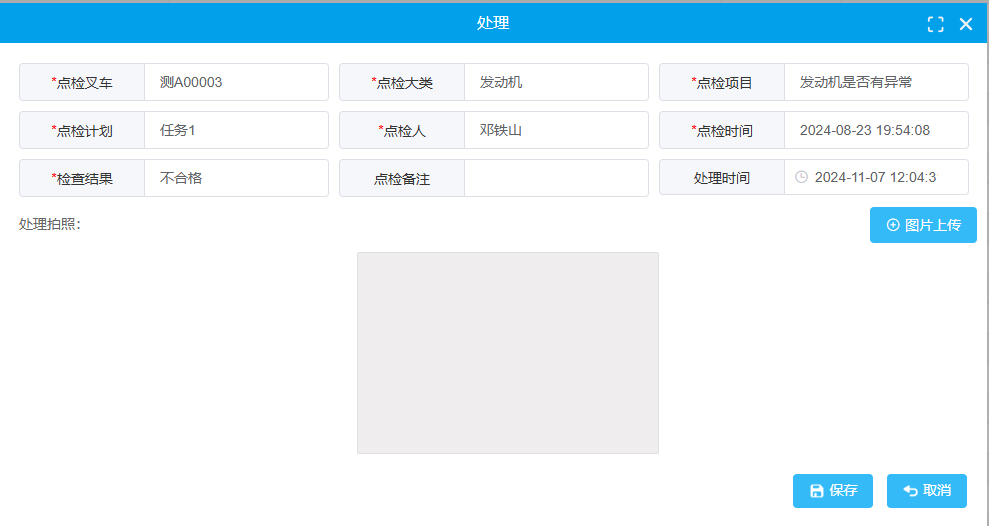 处理
*点检叉车 测A00003 *点检大类 发动机 *点检项目 发动机是否有异常
*点检计划 任务1 *点检人 邓铁山 *点检时间 2024-08-23 19:54:08
*检查结果 不合格 点检备注 处理时间 2024-11-07 12:04:3
处理拍照： 图片上传
保存 取消